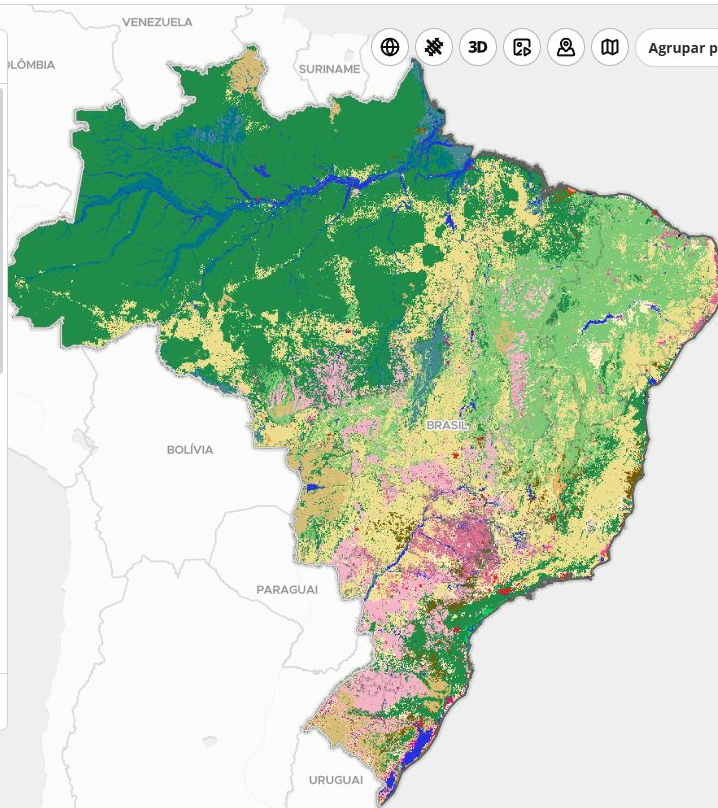 VENEZUELA
OLÔMBIA
SURINAME
3D
Agrupar p
BRASIL
BOLÍVIA
PARAGUAI
URUGUAI